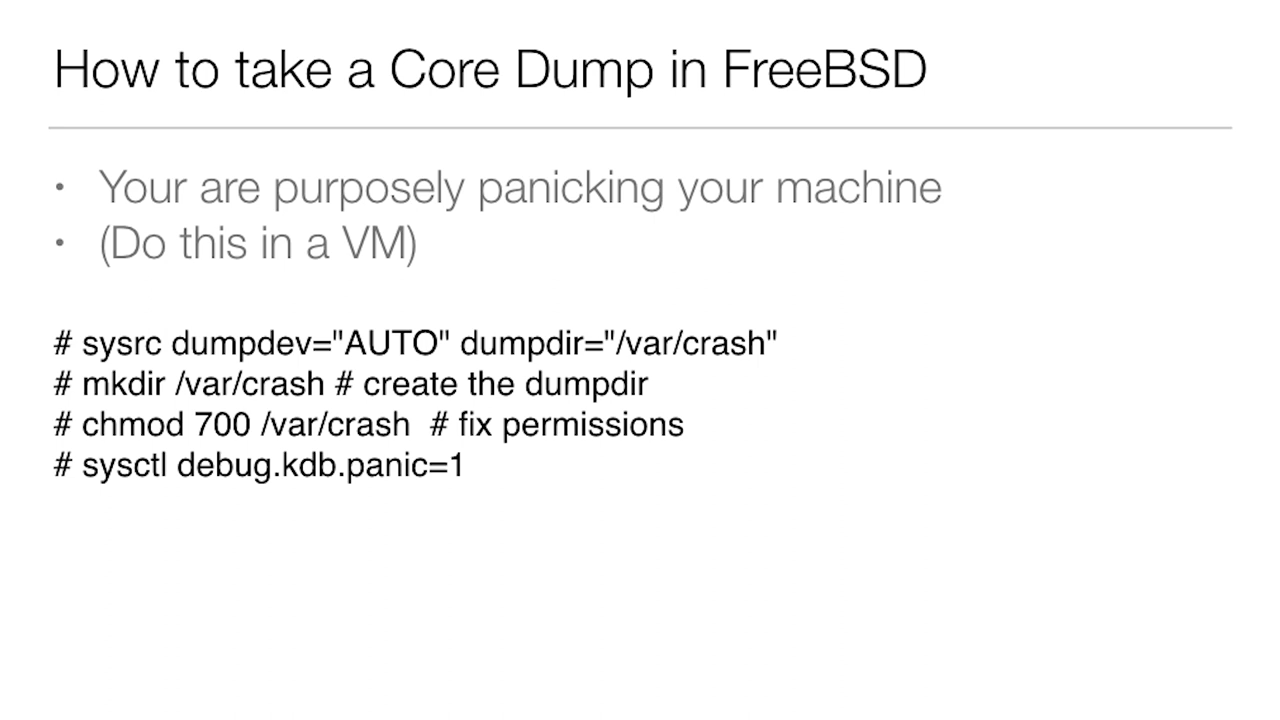 How to take a Core Dump in FreeBSD
• Your are purposely panicking your machine
• (Do this in a VM)
# sysrc dumpdev="AUTO" dumpdir="/var/crash"
# mkdir /var/crash # create the dumpdir
# chmod 700 /var/crash  # fix permissions
# sysctl debug.kdb.panic=1